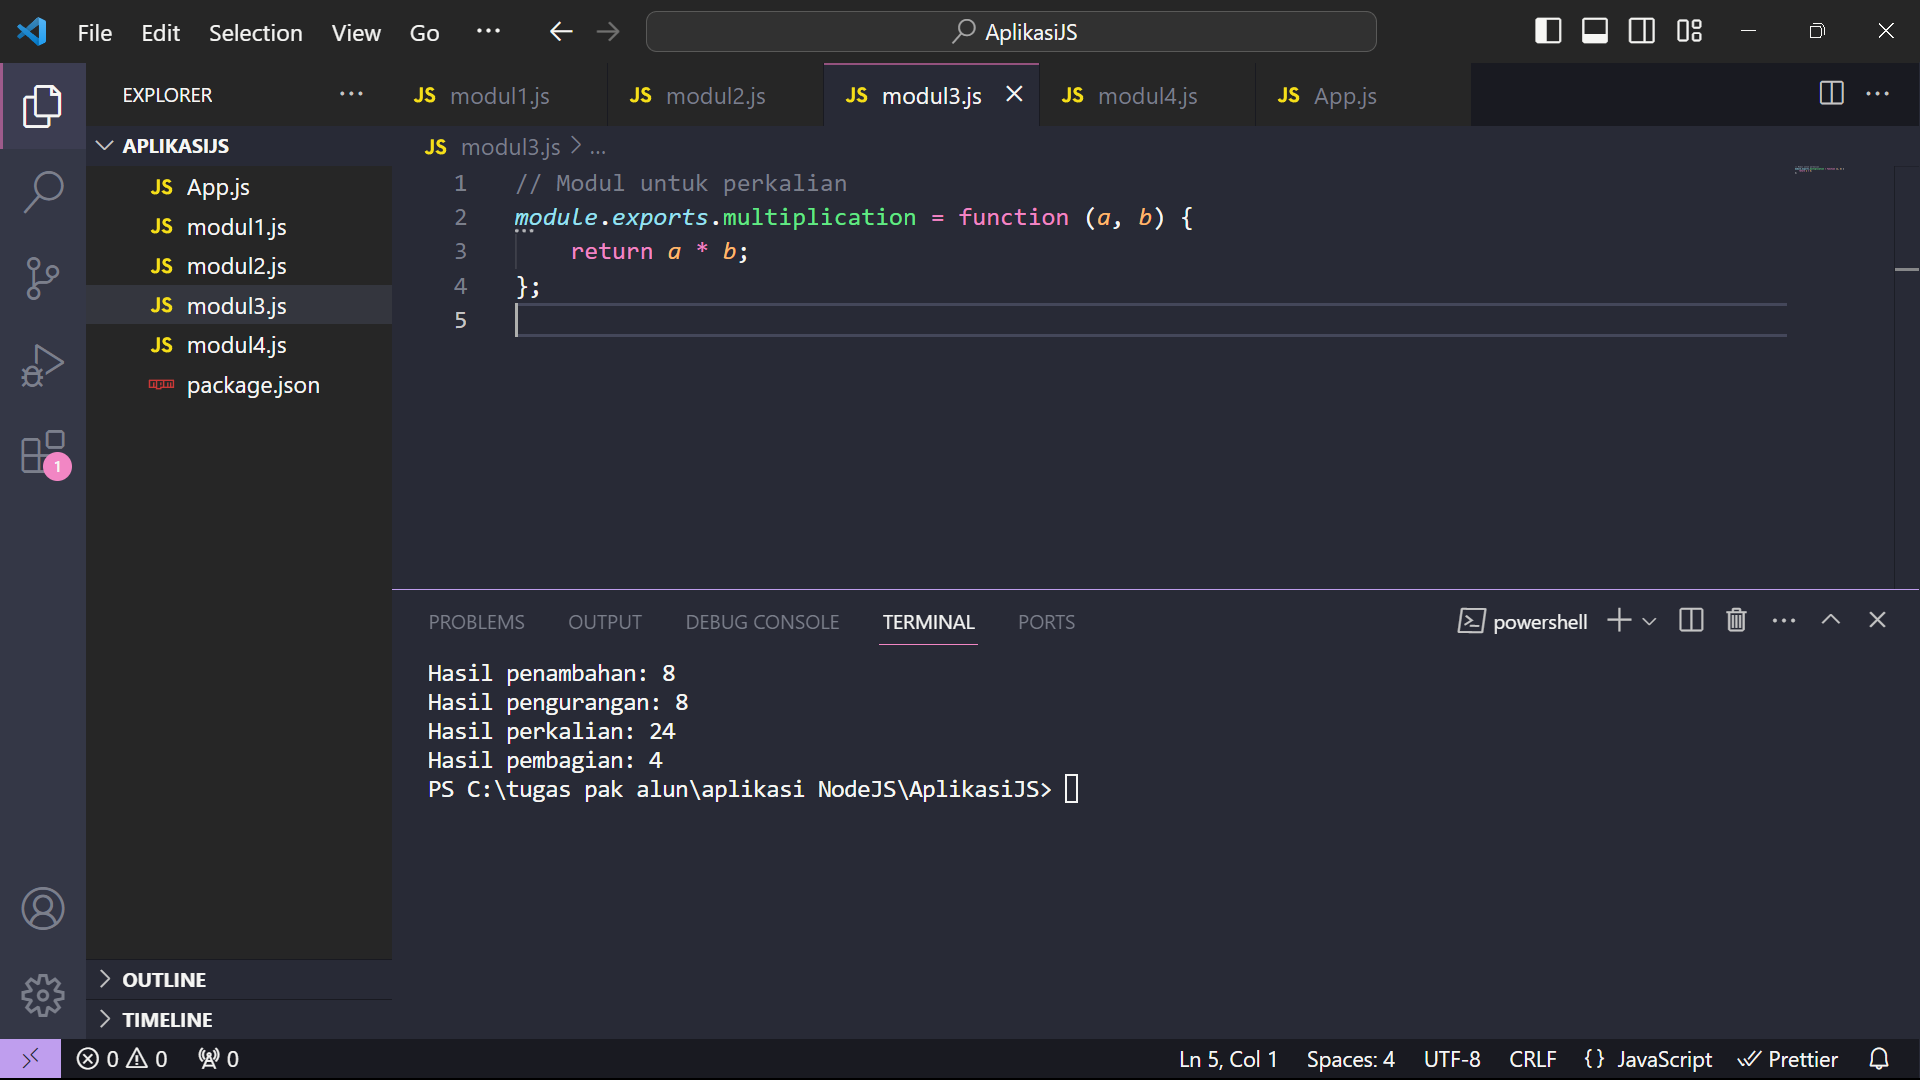 File Edit Selection View Go ··· AplikasiJS
EXPLORER ···
JS modul1.js JS modul2.js JS modul3.js JS modul4.js JS App.js ···
APLIKASIJS
JS App.js
JS modul1.js
JS modul2.js
JS modul3.js
JS modul4.js
npm package.json
1
JS modul3.js > ...
1 // Modul untuk perkalian
2 module.exports.multiplication = function (a, b) {
3 return a * b;
4 };
5
PROBLEMS OUTPUT DEBUG CONSOLE TERMINAL PORTS powershell ···
Hasil penambahan: 8
Hasil pengurangan: 8
Hasil perkalian: 24
Hasil pembagian: 4
PS C:\tugas pak alun\aplikasi NodeJS\AplikasiJS>
OUTLINE
TIMELINE
0 0 0 Ln 5, Col 1 Spaces: 4 UTF-8 CRLF {} JavaScript Prettier